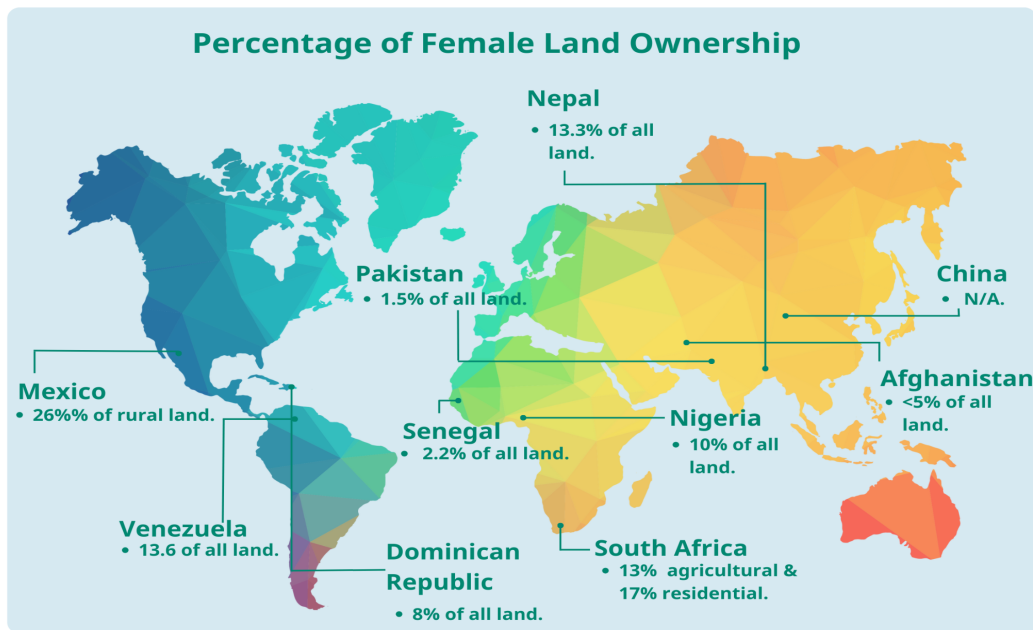 Percentage of Female Land Ownership
Nepal
• 13.3% of all
land.
Pakistan
• 1.5% of all land.
China
• N/A.
Mexico
• 26%% of rural land.
Afghanistan
• <5% of all
land.
Senegal
• 2.2% of all land.
Nigeria
• 10% of all
land.
Venezuela
• 13.6 of all land.
Dominican
Republic
• 8% of all land.
South Africa
• 13% agricultural &
17% residential.